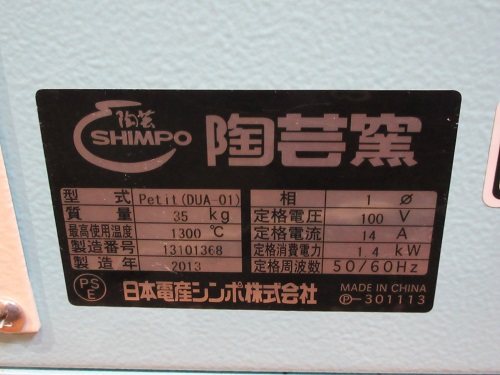 陶芸
SHIMPO
陶芸窯
型 式 Petit(DUA-01) 相 1 ø
質 量 35 kg 定格電圧 100 V
最高使用温度 1300 ℃ 定格電流 14 A
製造番号 13101368 定格消費電力 1.4 kW
製 造 年 2013 定格周波数 50/60Hz
PS
E
日本電産シンポ株式会社
MADE IN CHINA
Ⓟ-301113